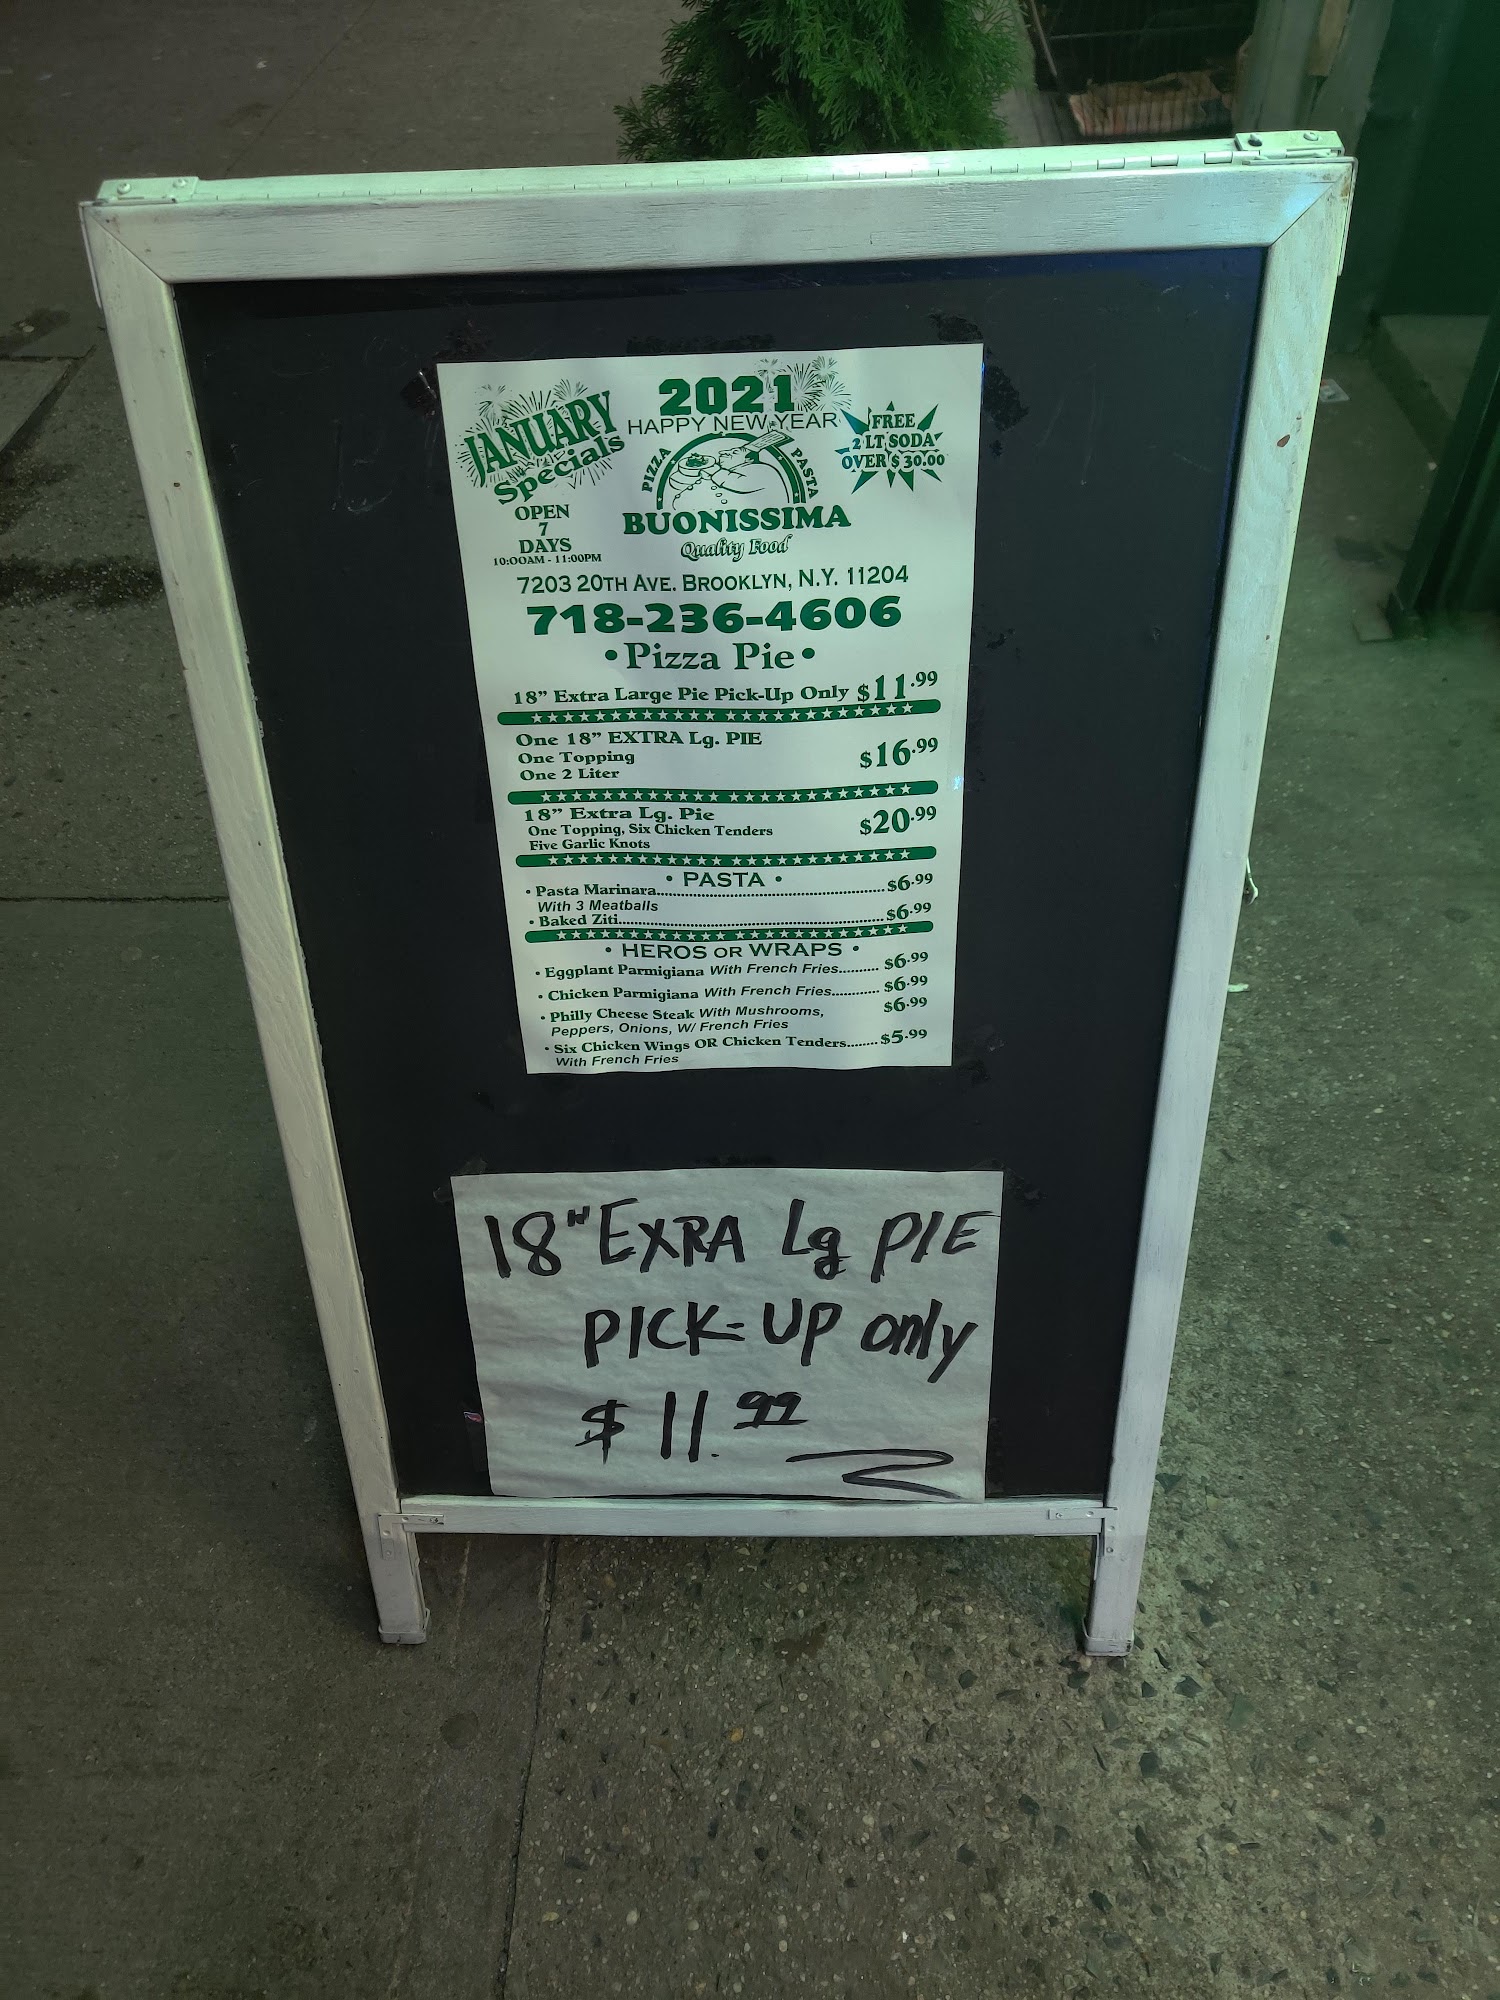 JANUARY
Specials
2021
HAPPY NEW YEAR
FREE
2 LT SODA
OVER $ 30.00
PIZZA PASTA
BUONISSIMA
Quality Food
OPEN
7
DAYS
10:00AM - 11:00PM
7203 20TH AVE. BROOKLYN, N.Y. 11204
718-236-4606
• Pizza Pie •
18” Extra Large Pie Pick-Up Only $11.99
One 18” EXTRA Lg. PIE
One Topping
One 2 Liter
$16.99
18” Extra Lg. Pie
One Topping, Six Chicken Tenders
Five Garlic Knots
$20.99
• PASTA •
• Pasta Marinara.......................................................$6.99
With 3 Meatballs
• Baked Ziti................................................................$6.99
• HEROS OR WRAPS •
• Eggplant Parmigiana With French Fries.......... $6.99
• Chicken Parmigiana With French Fries............ $6.99
• Philly Cheese Steak With Mushrooms, $6.99
Peppers, Onions, W/ French Fries
• Six Chicken Wings OR Chicken Tenders........$5.99
With French Fries
18" EXRA Lg PIE
PICK-UP only
$11.99